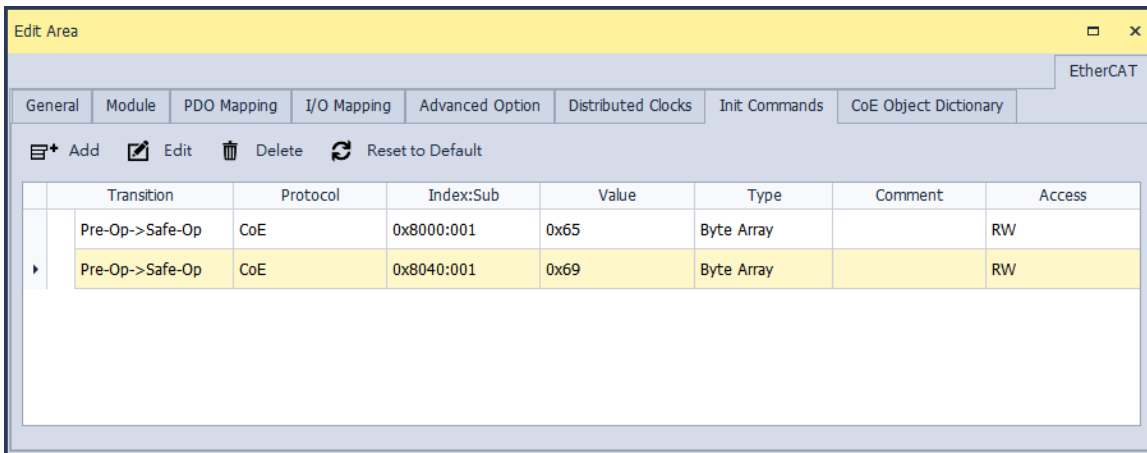 Edit Area
EtherCAT
General Module PDO Mapping I/O Mapping Advanced Option Distributed Clocks Init Commands CoE Object Dictionary
Add Edit Delete Reset to Default
Transition Protocol Index:Sub Value Type Comment Access
Pre-Op->Safe-Op CoE 0x8000:001 0x65 Byte Array RW
Pre-Op->Safe-Op CoE 0x8040:001 0x69 Byte Array RW